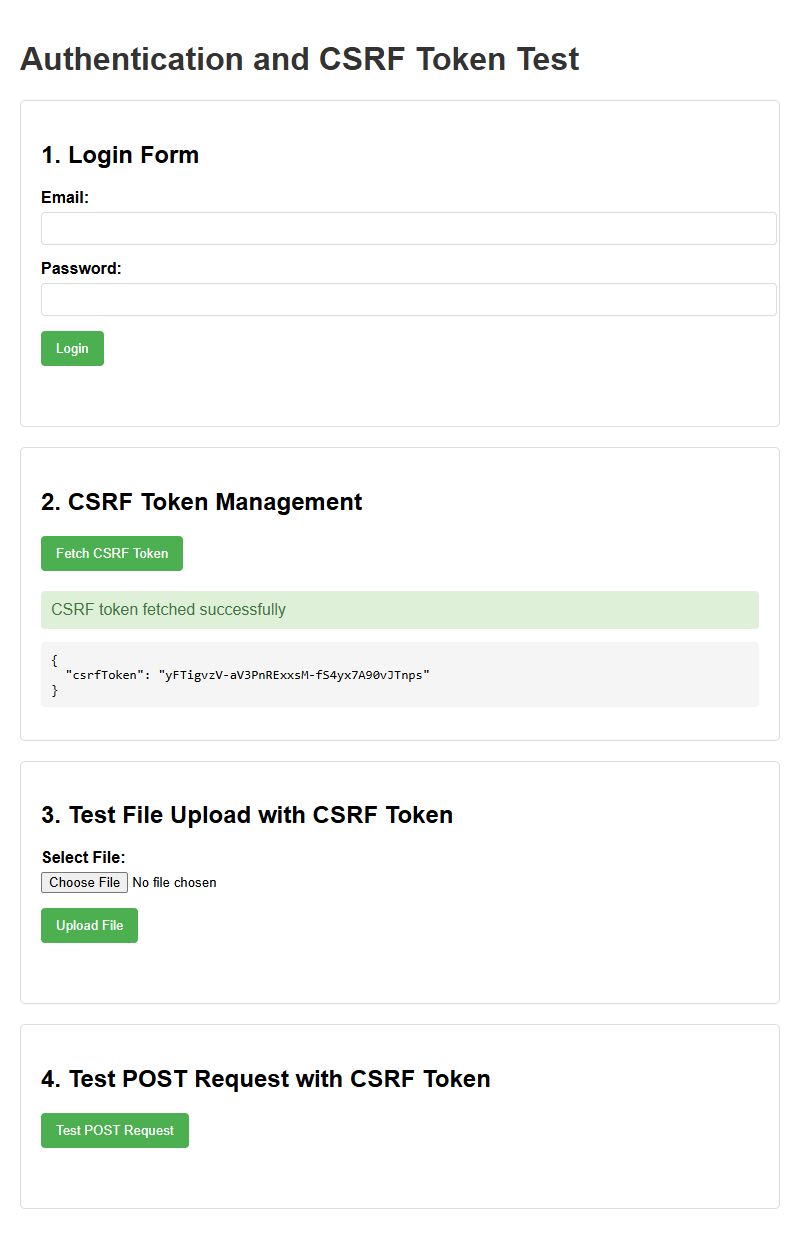 Authentication and CSRF Token Test
1. Login Form
Email:
Password:
Login
2. CSRF Token Management
Fetch CSRF Token
CSRF token fetched successfully
{
  "csrfToken": "yFTigvzV-aV3PnRExxsM-fS4yx7A90vJTnps"
}
3. Test File Upload with CSRF Token
Select File:
Choose File No file chosen
Upload File
4. Test POST Request with CSRF Token
Test POST Request